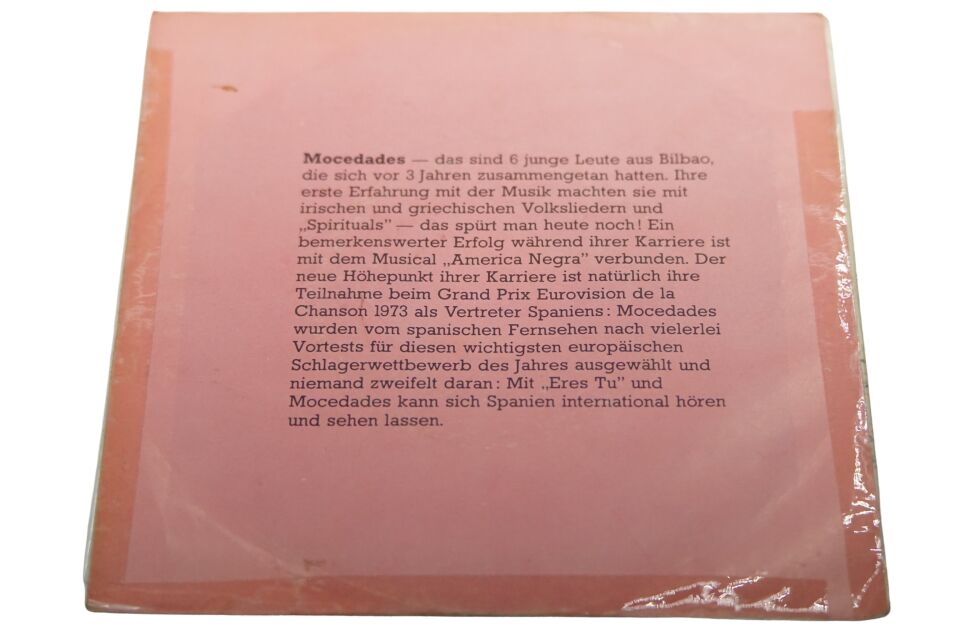 Mocedades — das sind 6 junge Leute aus Bilbao,
die sich vor 3 Jahren zusammengetan hatten. Ihre
erste Erfahrung mit der Musik machten sie mit
irischen und griechischen Volksliedern und
„Spirituals” — das spürt man heute noch! Ein
bemerkenswerter Erfolg während ihrer Karriere ist
mit dem Musical „America Negra” verbunden. Der
neue Höhepunkt ihrer Karriere ist natürlich ihre
Teilnahme beim Grand Prix Eurovision de la
Chanson 1973 als Vertreter Spaniens: Mocedades
wurden vom spanischen Fernsehen nach vielerlei
Vortests für diesen wichtigsten europäischen
Schlagerwettbewerb des Jahres ausgewählt und
niemand zweifelt daran: Mit „Eres Tu” und
Mocedades kann sich Spanien international hören
und sehen lassen.